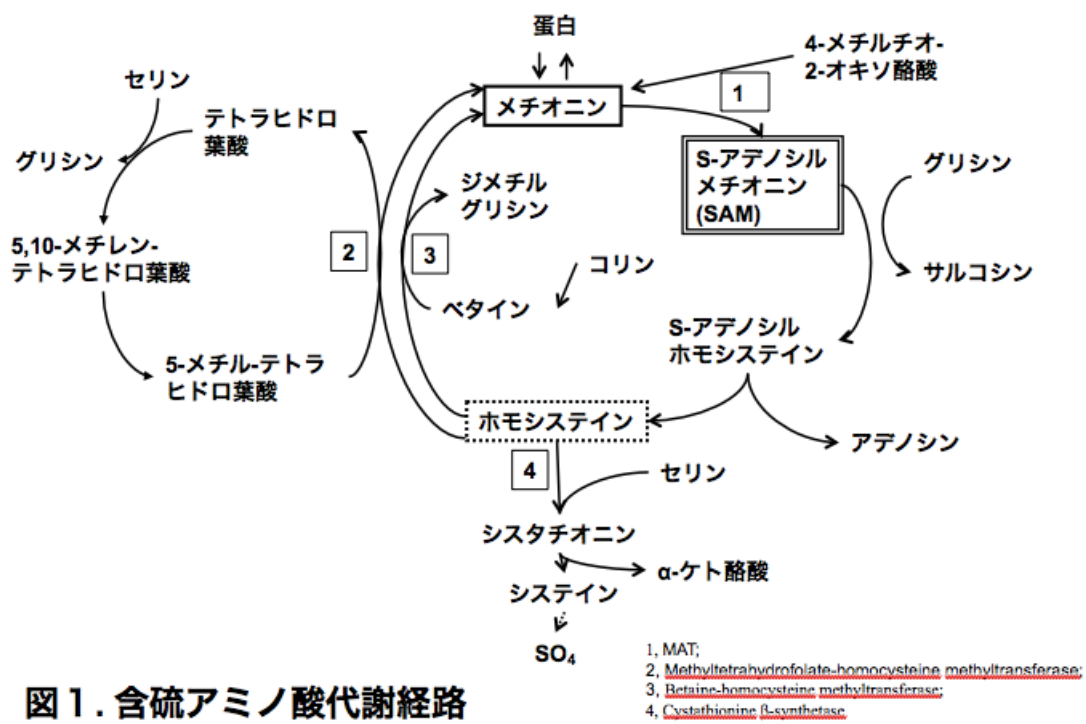 蛋白
4-メチルチオ-
2-オキソ酪酸
セリン
1
メチオニン
テトラヒドロ
葉酸
グリシン
S-アデノシル
メチオニン
(SAM)
グリシン
ジメチル
グリシン
5,10-メチレン-
テトラヒドロ葉酸
2
3
コリン
サルコシン
ベタイン
S-アデノシル
ホモシステイン
5-メチル-テトラ
ヒドロ葉酸
ホモシステイン
アデノシン
4
セリン
シスタチオニン
α-ケト酪酸
システイン
SO4
1, MAT;
2, Methyltetrahydrofolate-homocysteine methyltransferase;
3, Betaine-homocysteine methyltransferase;
4, Cystathionine β-synthetase
図1. 含硫アミノ酸代謝経路